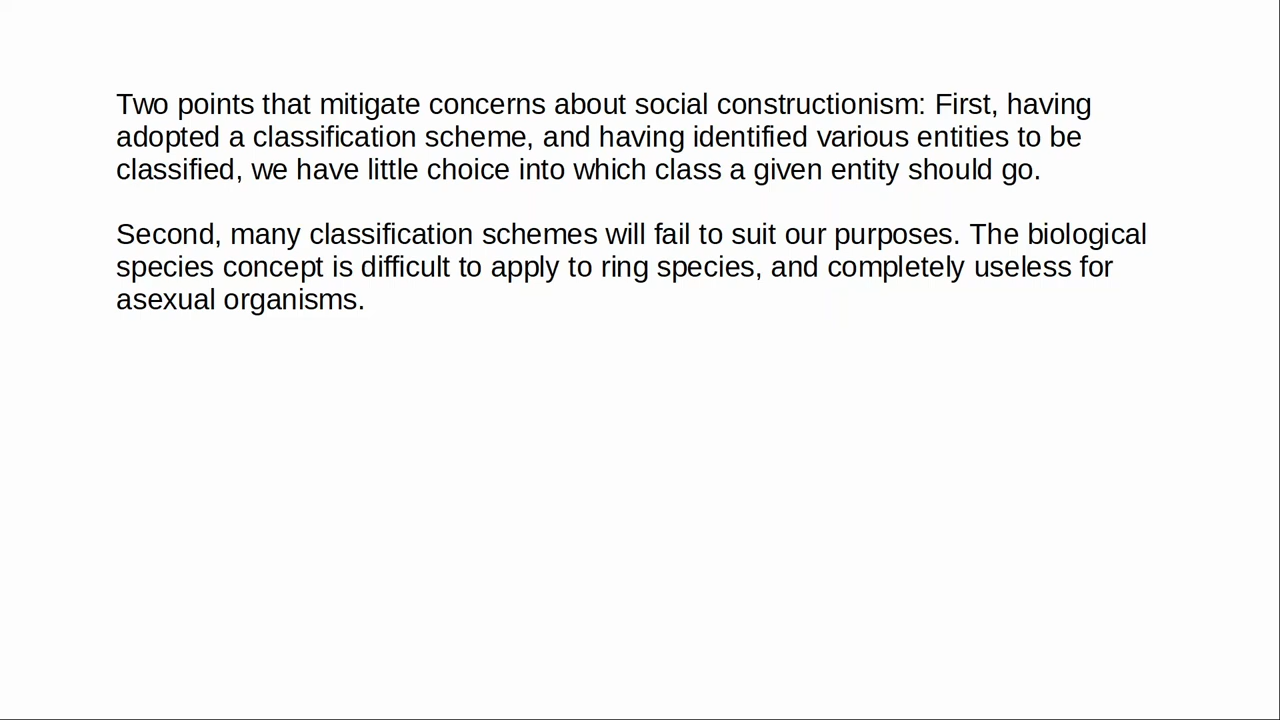 Two points that mitigate concerns about social constructionism: First, having
adopted a classification scheme, and having identified various entities to be
classified, we have little choice into which class a given entity should go.
Second, many classification schemes will fail to suit our purposes. The biological
species concept is difficult to apply to ring species, and completely useless for
asexual organisms.